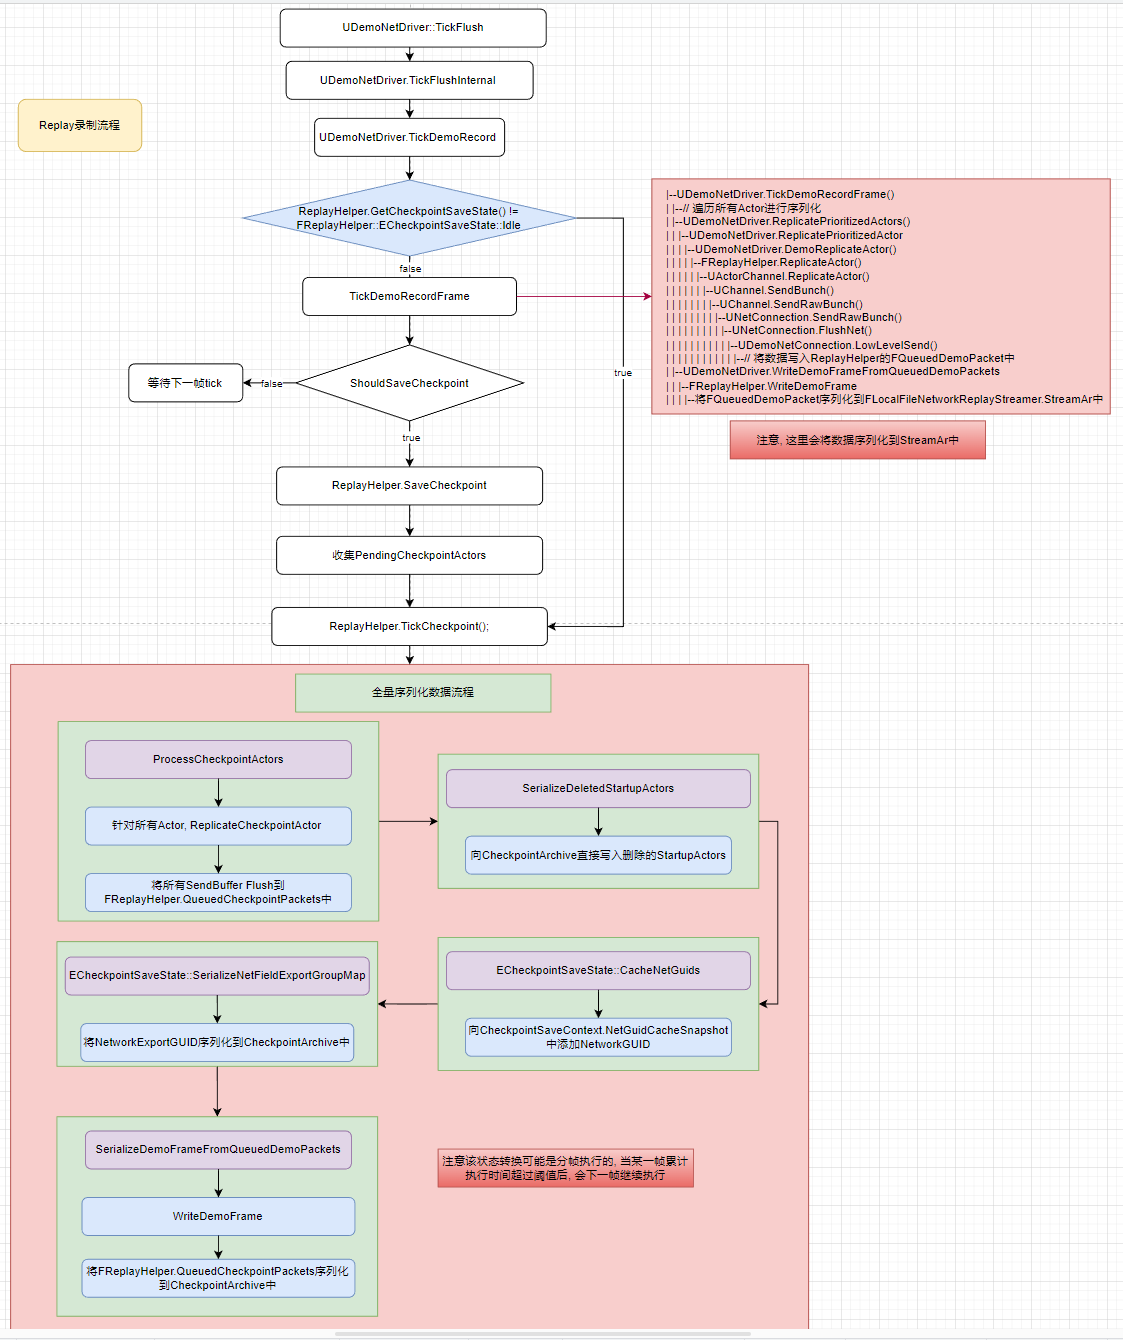 UDemoNetDriver::TickFlush
UDemoNetDriver.TickFlushInternal
Replay录制流程
UDemoNetDriver.TickDemoRecord
ReplayHelper.GetCheckpointSaveState() !=
FReplayHelper::ECheckpointSaveState::Idle
false
true
TickDemoRecordFrame
|--UDemoNetDriver.TickDemoRecordFrame()
| |--// 遍历所有Actor进行序列化
| |--UDemoNetDriver.ReplicatePrioritizedActors()
| | |--UDemoNetDriver.ReplicatePrioritizedActor
| | | |--UDemoNetDriver.DemoReplicateActor()
| | | | |--FReplayHelper.ReplicateActor()
| | | | | |--UActorChannel.ReplicateActor()
| | | | | | |--UChannel.SendBunch()
| | | | | | | |--UChannel.SendRawBunch()
| | | | | | | | |--UNetConnection.SendRawBunch()
| | | | | | | | | |--UNetConnection.FlushNet()
| | | | | | | | | | |--UDemoNetConnection.LowLevelSend()
| | | | | | | | | | | |--// 将数据写入ReplayHelper的FQueuedDemoPacket中
| |--UDemoNetDriver.WriteDemoFrameFromQueuedDemoPackets
| | |--FReplayHelper.WriteDemoFrame
| | | |--将FQueuedDemoPacket序列化到FLocalFileNetworkReplayStreamer.StreamAr中
注意, 这里会将数据序列化到StreamAr中
ShouldSaveCheckpoint
false
等待下一帧tick
true
ReplayHelper.SaveCheckpoint
收集PendingCheckpointActors
ReplayHelper.TickCheckpoint();
全量序列化数据流程
ProcessCheckpointActors
针对所有Actor, ReplicateCheckpointActor
将所有SendBuffer Flush到
FReplayHelper.QueuedCheckpointPackets中
SerializeDeletedStartupActors
向CheckpointArchive直接写入删除的StartupActors
ECheckpointSaveState::CacheNetGuids
向CheckpointSaveContext.NetGuidCacheSnapshot
中添加NetworkGUID
ECheckpointSaveState::SerializeNetFieldExportGroupMap
将NetworkExportGUID序列化到CheckpointArchive中
SerializeDemoFrameFromQueuedDemoPackets
WriteDemoFrame
将FReplayHelper.QueuedCheckpointPackets序列化
到CheckpointArchive中
注意该状态转换可能是分帧执行的, 当某一帧累计
执行时间超过阈值后, 会下一帧继续执行